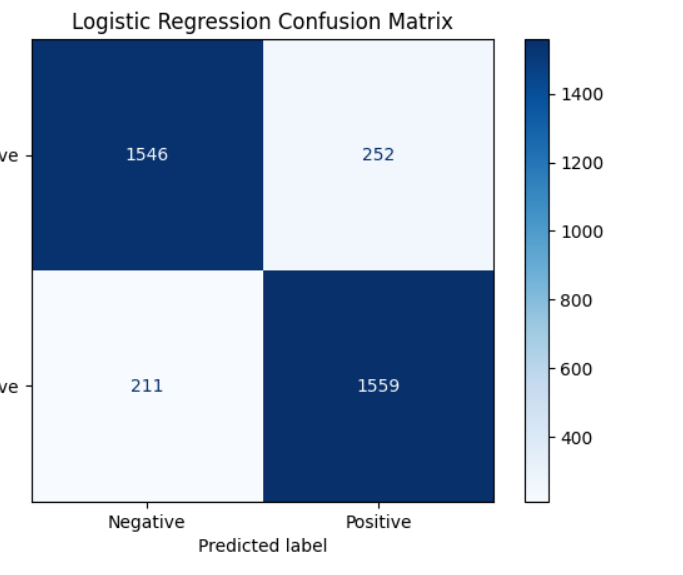 Logistic Regression Confusion Matrix
ve 1546 252
ve 211 1559
Negative Positive
Predicted label
1400
1200
1000
800
600
400